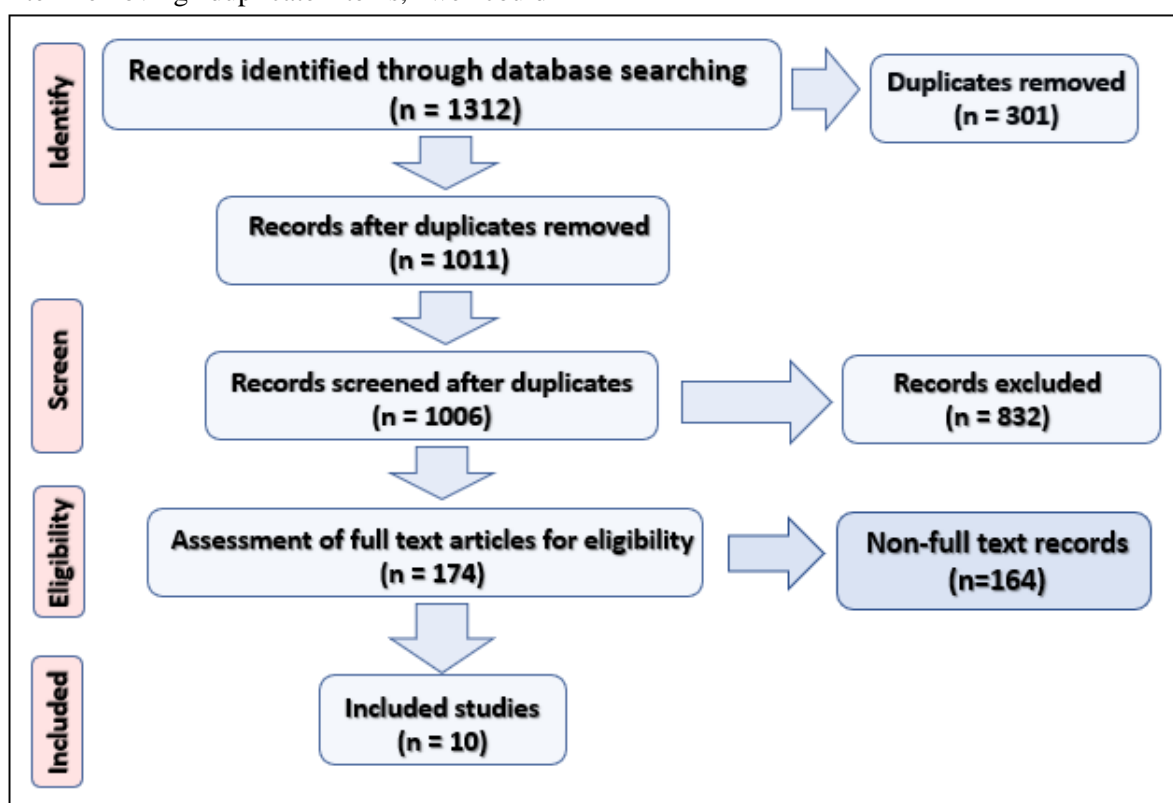 Identify
Records identified through database searching
(n = 1312)
Duplicates removed
(n = 301)
Records after duplicates removed
(n = 1011)
Screen
Records screened after duplicates
(n = 1006)
Records excluded
(n = 832)
Eligibility
Assessment of full text articles for eligibility
(n = 174)
Non-full text records
(n=164)
Included
Included studies
(n = 10)